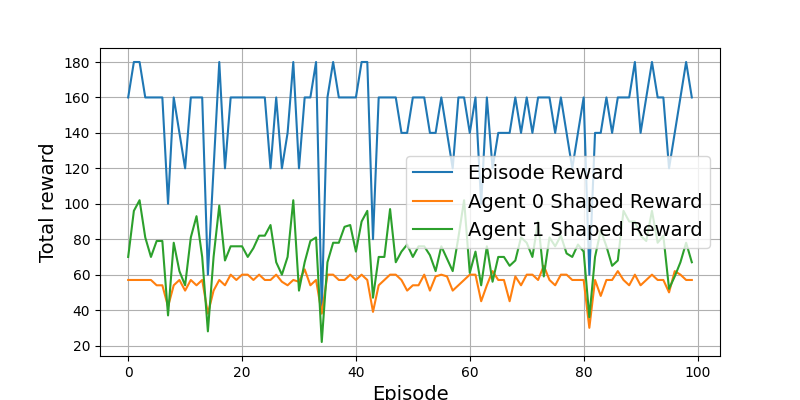 180
160
140
120
100
80
60
40
20
Total reward
Episode Reward
Agent 0 Shaped Reward
Agent 1 Shaped Reward
0 20 40 60 80 100
Episode